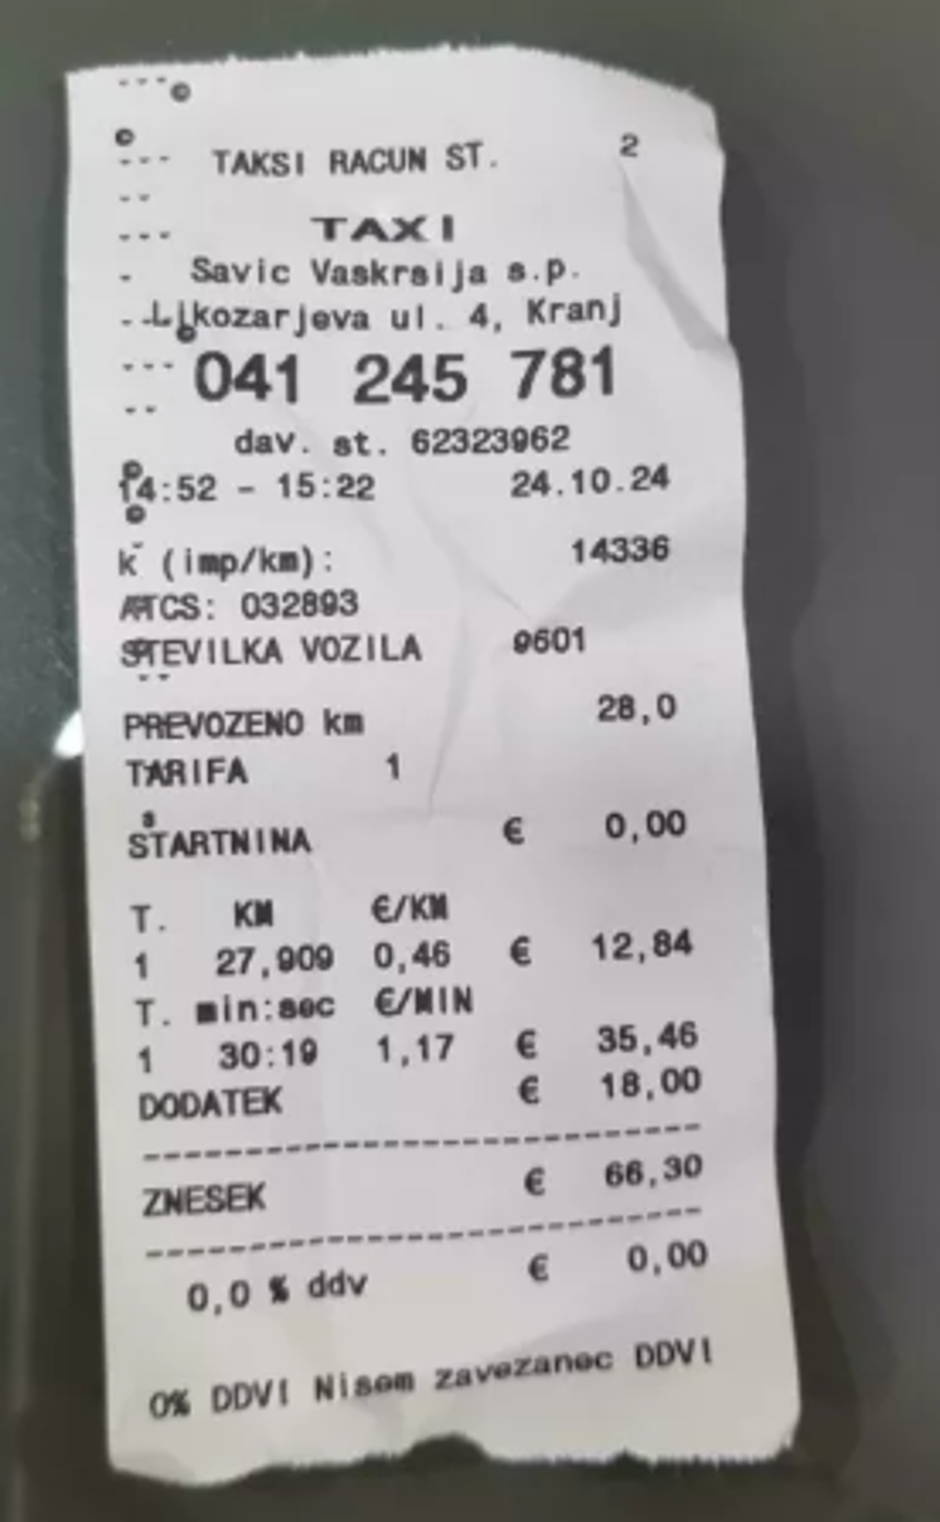 TAKSI RACUN ST. 2
TAXI
Savic Vaskrsija s.p.
Likozarjeva ul. 4, Kranj
041 245 781
dav. st. 62323962
14:52 - 15:22 24.10.24
k (imp/km): 14336
ATCS: 032893
STEVILKA VOZILA 9601
PREVOZENO km 28,0
TARIFA 1
STARTNINA € 0,00
T. KM €/KM
1 27,909 0,46 € 12,84
T. min:sec €/MIN
1 30:19 1,17 € 35,46
DODATEK € 18,00
ZNESEK € 66,30
0,0 % ddv € 0,00
0% DDV! Nisem zavezanec DDV!